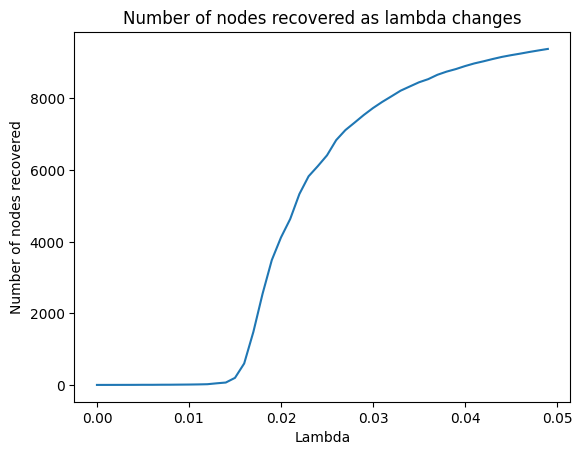 Number of nodes recovered as lambda changes
Number of nodes recovered
8000
6000
4000
2000
0
0.00 0.01 0.02 0.03 0.04 0.05
Lambda